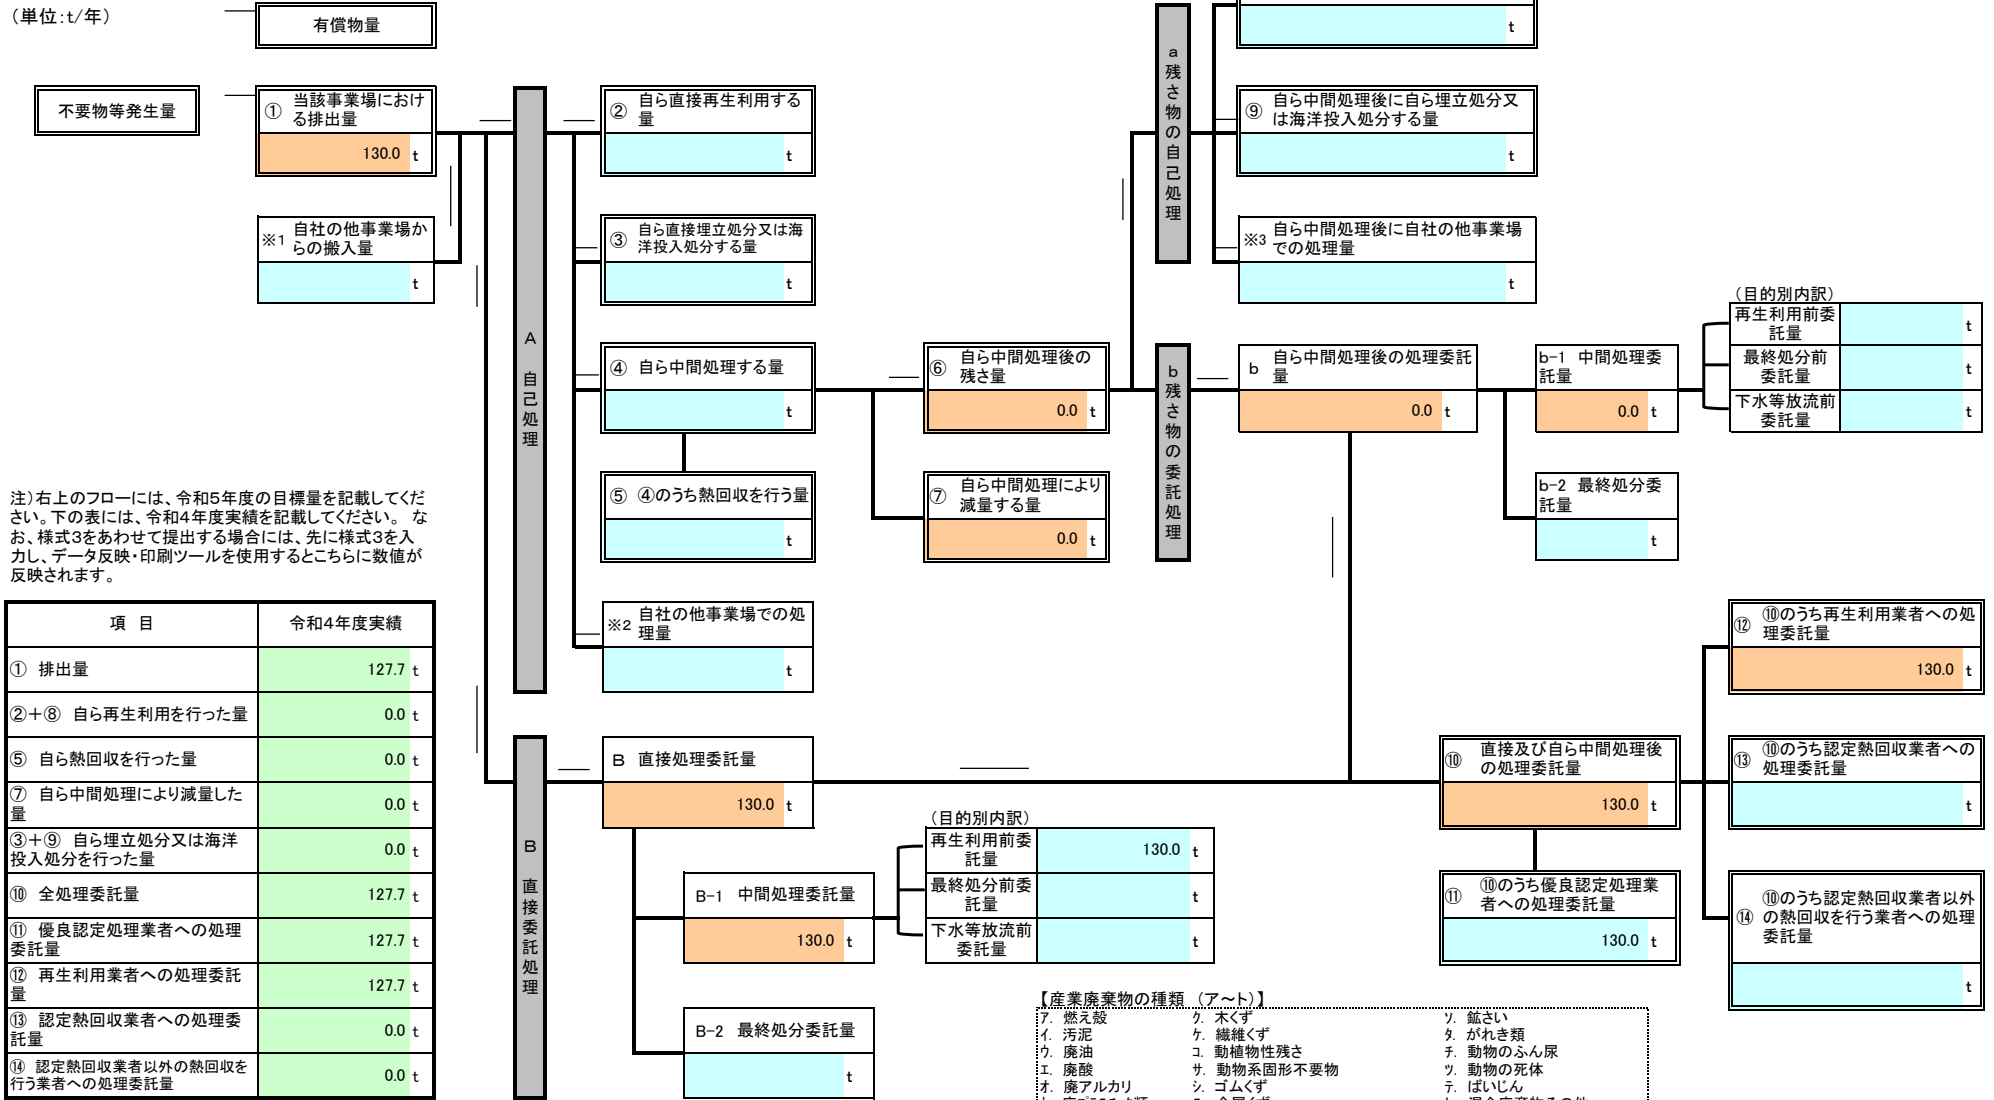 （単位：t/年）
有償物量
t
不要物等発生量
① 当該事業場におけ
る排出量
130.0 t
※1 自社の他事業場か
らの搬入量
t
A 自己処理
② 自ら直接再生利用する
量
t
③ 自ら直接埋立処分又は海
洋投入処分する量
t
④ 自ら中間処理する量
t
⑤ ④のうち熱回収を行う量
t
※2 自社の他事業場での処
理量
t
⑥ 自ら中間処理後の
残さ量
0.0 t
⑦ 自ら中間処理により
減量する量
0.0 t
a 残さ物の自己処理
⑨ 自ら中間処理後に自ら埋立処分又
は海洋投入処分する量
t
※3 自ら中間処理後に自社の他事業場
での処理量
t
b 残さ物の委託処理
b 自ら中間処理後の処理委託
量
0.0 t
b-1 中間処理委
託量
0.0 t
（目的別内訳）
再生利用前委
託量
t
最終処分前
委託量
t
下水等放流前
委託量
t
b-2 最終処分委
託量
t
注）右上のフローには、令和5年度の目標量を記載してくだ
さい。下の表には、令和4年度実績を記載してください。 な
お、様式3をあわせて提出する場合には、先に様式3を入
力し、データ反映・印刷ツールを使用するとこちらに数値が
反映されます。
項 目 令和4年度実績
① 排出量 127.7 t
②＋⑧ 自ら再生利用を行った量 0.0 t
⑤ 自ら熱回収を行った量 0.0 t
⑦ 自ら中間処理により減量した
量 0.0 t
③＋⑨ 自ら埋立処分又は海洋
投入処分を行った量 0.0 t
⑩ 全処理委託量 127.7 t
⑪ 優良認定処理業者への処理
委託量 127.7 t
⑫ 再生利用業者への処理委託
量 127.7 t
⑬ 認定熱回収業者への処理委
託量 0.0 t
⑭ 認定熱回収業者以外の熱回収を
行う業者への処理委託量 0.0 t
B 直接委託処理
B 直接処理委託量
130.0 t
B-1 中間処理委託量
130.0 t
（目的別内訳）
再生利用前委
託量
130.0 t
最終処分前委
託量
t
下水等放流前
委託量
t
B-2 最終処分委託量
t
⑩ 直接及び自ら中間処理後
の処理委託量
130.0 t
⑪ ⑩のうち優良認定処理業
者への処理委託量
130.0 t
⑫ ⑩のうち再生利用業者への処
理委託量
130.0 t
⑬ ⑩のうち認定熱回収業者への
処理委託量
t
⑭ ⑩のうち認定熱回収業者以外
の熱回収を行う業者への処理
委託量
t
【産業廃棄物の種類 （ア～ト）】
ア. 燃え殻 ク. 木くず ソ. 鉱さい
イ. 汚泥 ケ. 繊維くず タ. がれき類
ウ. 廃油 コ. 動植物性残さ チ. 動物のふん尿
エ. 廃酸 サ. 動物系固形不要物 ツ. 動物の死体
オ. 廃アルカリ シ. ゴムくず テ. ばいじん